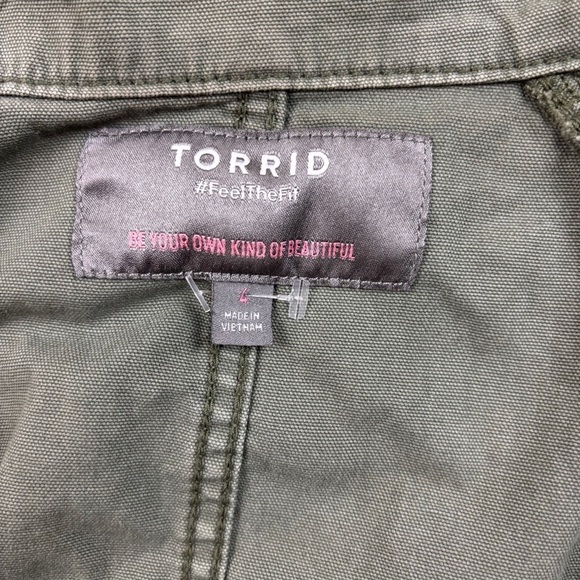 TORRID
#FeelTheFit
BE YOUR OWN KIND OF BEAUTIFUL
4
MADE IN
VIETNAM